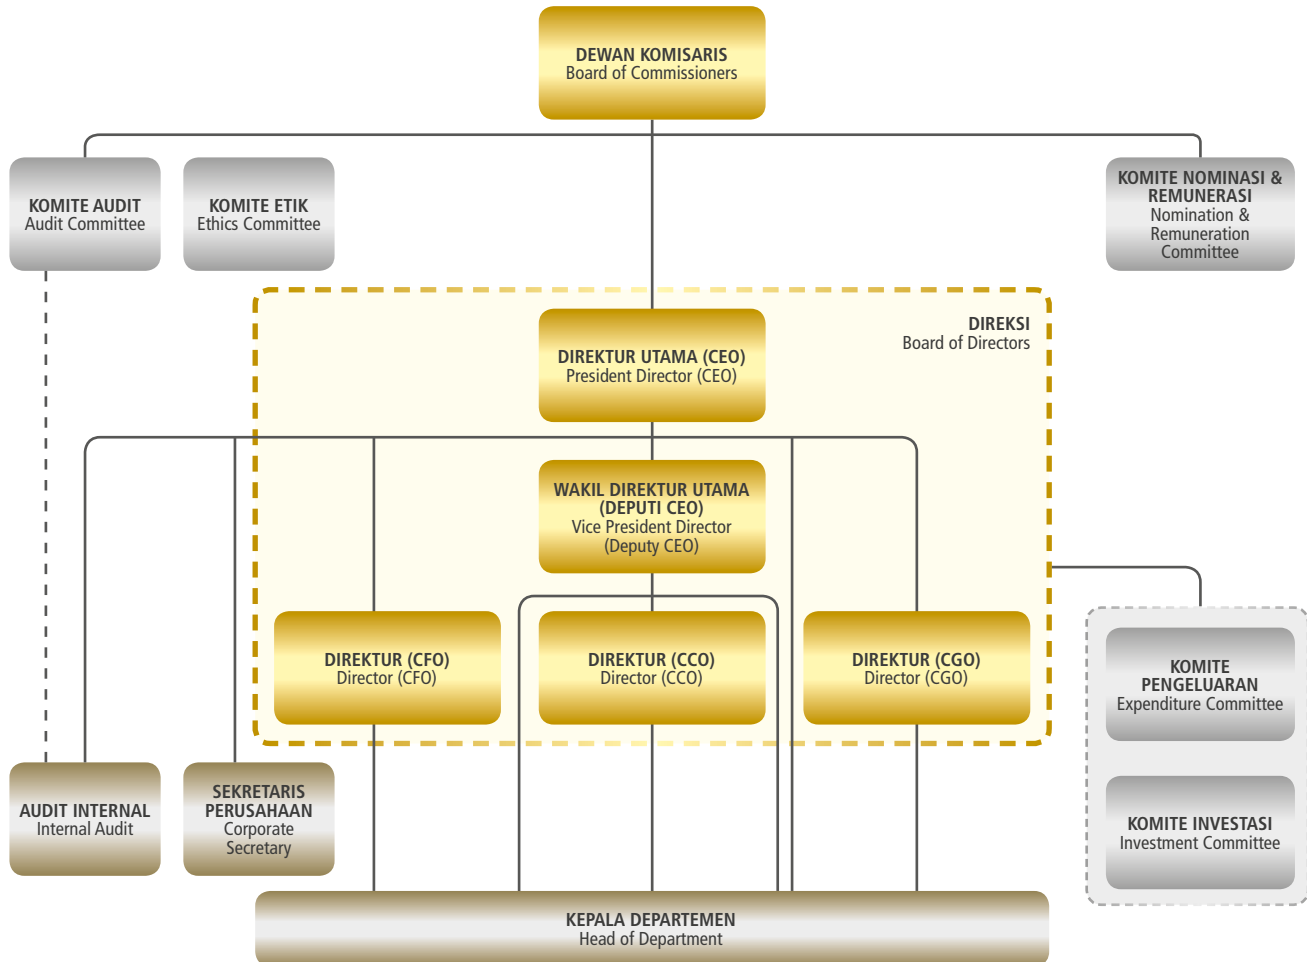 DEWAN KOMISARIS
Board of Commissioners
KOMITE AUDIT
Audit Committee
KOMITE ETIK
Ethics Committee
KOMITE NOMINASI &
REMUNERASI
Nomination &
Remuneration
Committee
DIREKSI
Board of Directors
DIREKTUR UTAMA (CEO)
President Director (CEO)
WAKIL DIREKTUR UTAMA
(DEPUTI CEO)
Vice President Director
(Deputy CEO)
DIREKTUR (CFO)
Director (CFO)
DIREKTUR (CCO)
Director (CCO)
DIREKTUR (CGO)
Director (CGO)
KOMITE
PENGELUARAN
Expenditure Committee
KOMITE INVESTASI
Investment Committee
AUDIT INTERNAL
Internal Audit
SEKRETARIS
PERUSAHAAN
Corporate
Secretary
KEPALA DEPARTEMEN
Head of Department